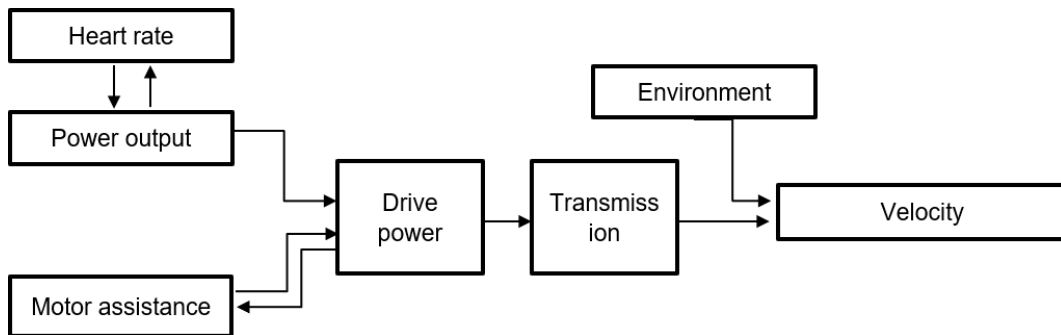 Heart rate
Environment
Power output
Drive
power
Transmiss
ion
Velocity
Motor assistance